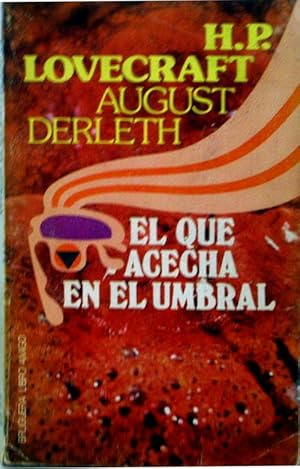 H.P.
LOVECRAFT
AUGUST
DERLETH
EL QUE
ACECHA
EN EL UMBRAL
BRUGUERA LIBRO AMIGO